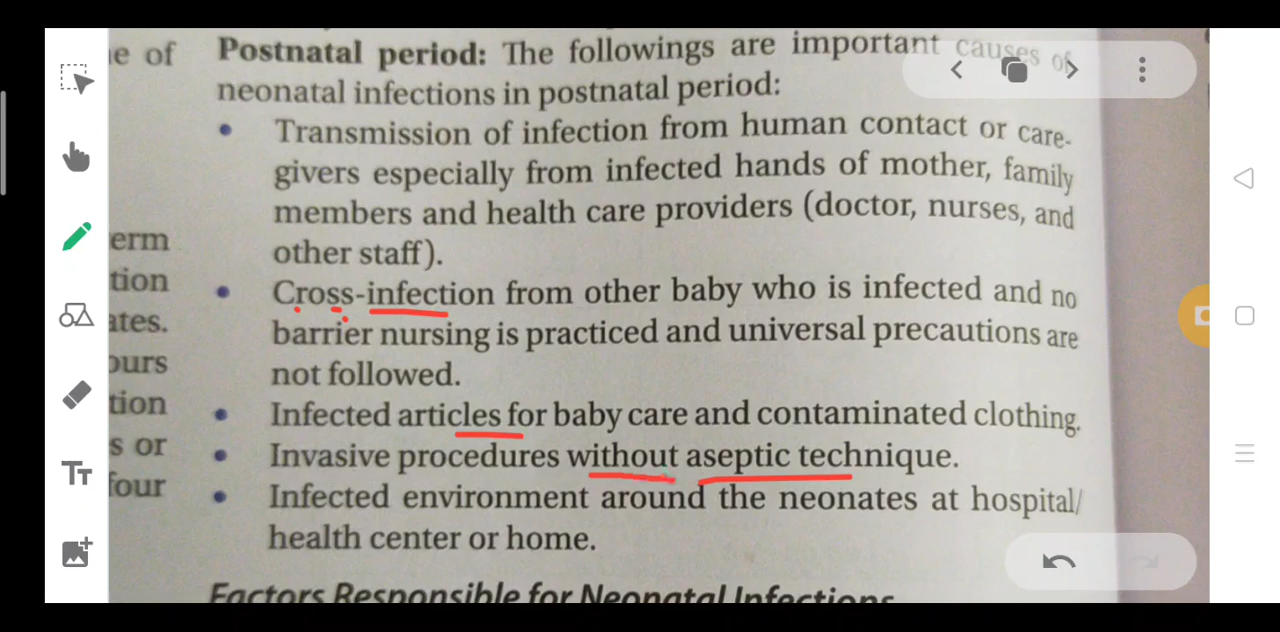 e of
Postnatal period: The followings are important causes of
neonatal infections in postnatal period:
• Transmission of infection from human contact or care-
givers especially from infected hands of mother, family
members and health care providers (doctor, nurses, and
other staff).
• Cross-infection from other baby who is infected and no
barrier nursing is practiced and universal precautions are
not followed.
• Infected articles for baby care and contaminated clothing.
• Invasive procedures without aseptic technique.
• Infected environment around the neonates at hospital/
health center or home.
Factors Responsible for Neonatal Infections
erm
tion
ates.
ours
tion
s or
four
TT